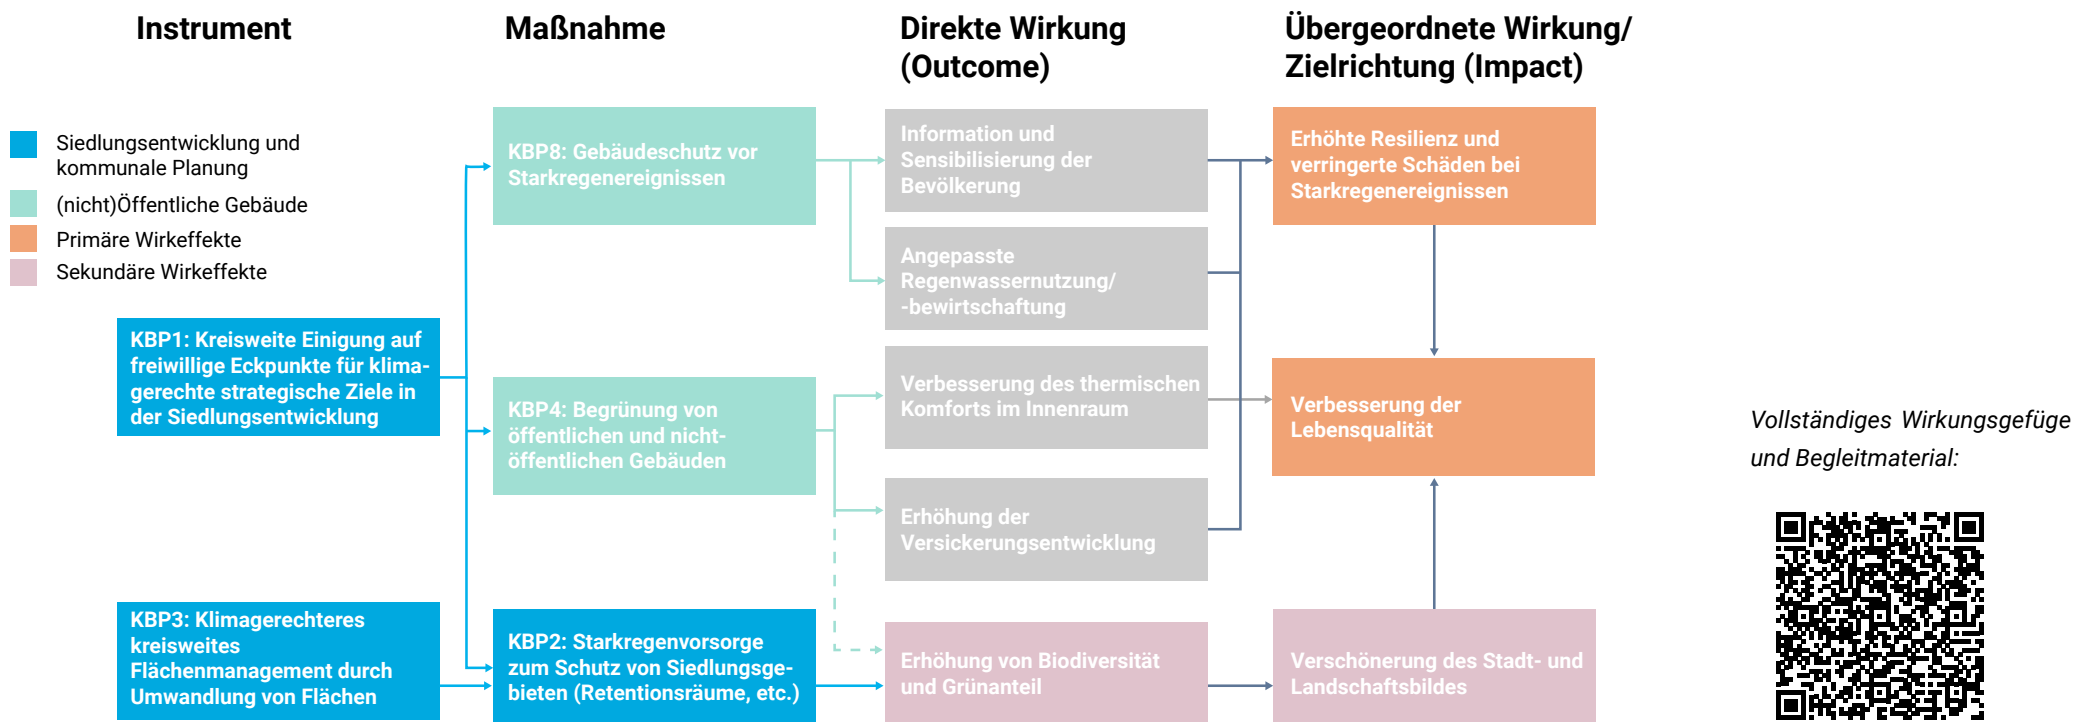 Instrument
Maßnahme
Direkte Wirkung
(Outcome)
Übergeordnete Wirkung/
Zielrichtung (Impact)
Siedlungsentwicklung und
kommunale Planung
(nicht)Öffentliche Gebäude
Primäre Wirkeffekte
Sekundäre Wirkeffekte
KBP1: Kreisweite Einigung auf
freiwillige Eckpunkte für klima-
gerechte strategische Ziele in
der Siedlungsentwicklung
KBP3: Klimagerechteres
kreisweites
Flächenmanagement durch
Umwandlung von Flächen
KBP8: Gebäudeschutz vor
Starkregenereignissen
KBP4: Begrünung von
öffentlichen und nicht-
öffentlichen Gebäuden
KBP2: Starkregenvorsorge
zum Schutz von Siedlungsge-
bieten (Retentionsräume, etc.)
Information und
Sensibilisierung der
Bevölkerung
Angepasste
Regenwassernutzung/
-bewirtschaftung
Verbesserung des thermischen
Komforts im Innenraum
Erhöhung der
Versickerungsentwicklung
Erhöhung von Biodiversität
und Grünanteil
Erhöhte Resilienz und
verringerte Schäden bei
Starkregenereignissen
Verbesserung der
Lebensqualität
Verschönerung des Stadt- und
Landschaftsbildes
Vollständiges Wirkungsgefüge
und Begleitmaterial: